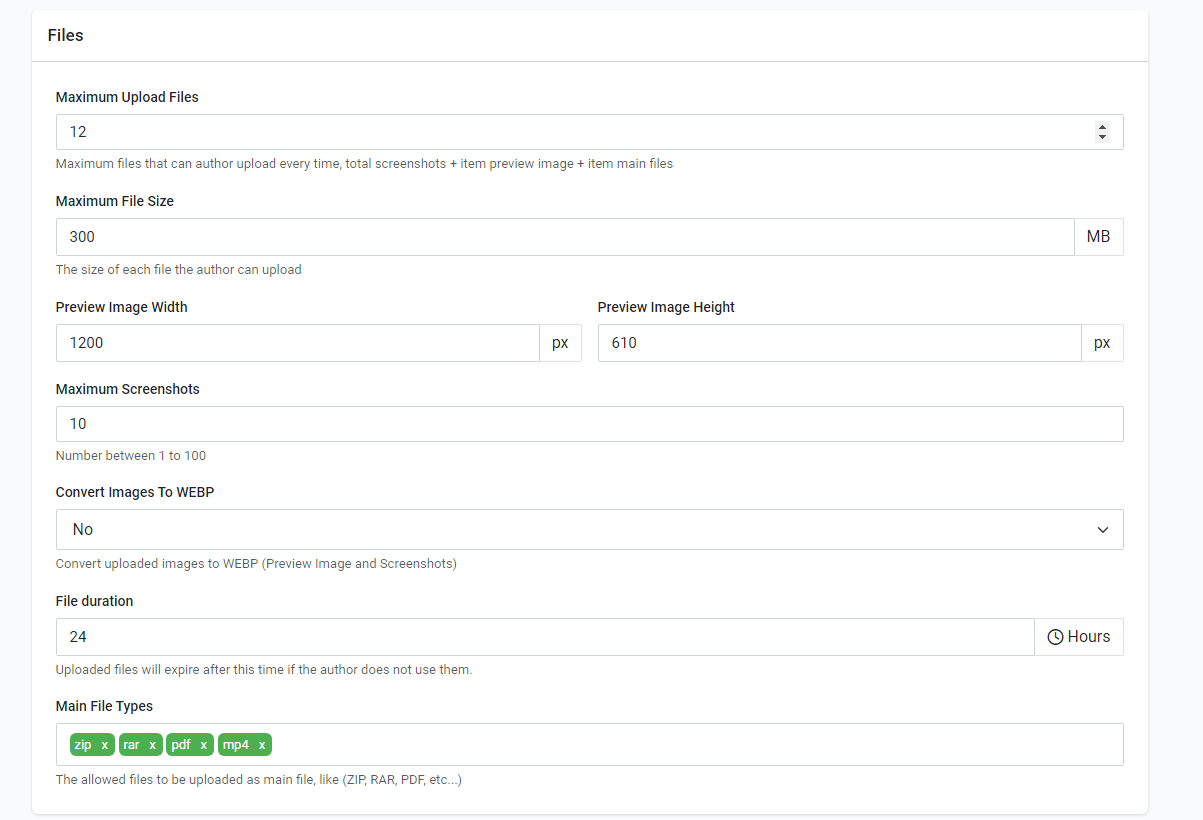 Files
Maximum Upload Files
12
Maximum files that can author upload every time, total screenshots + item preview image + item main files
Maximum File Size
300 MB
The size of each file the author can upload
Preview Image Width Preview Image Height
1200 px 610 px
Maximum Screenshots
10
Number between 1 to 100
Convert Images To WEBP
No
Convert uploaded images to WEBP (Preview Image and Screenshots)
File duration
24 Hours
Uploaded files will expire after this time if the author does not use them.
Main File Types
zip x rar x pdf x mp4 x
The allowed files to be uploaded as main file, like (ZIP, RAR, PDF, etc...)